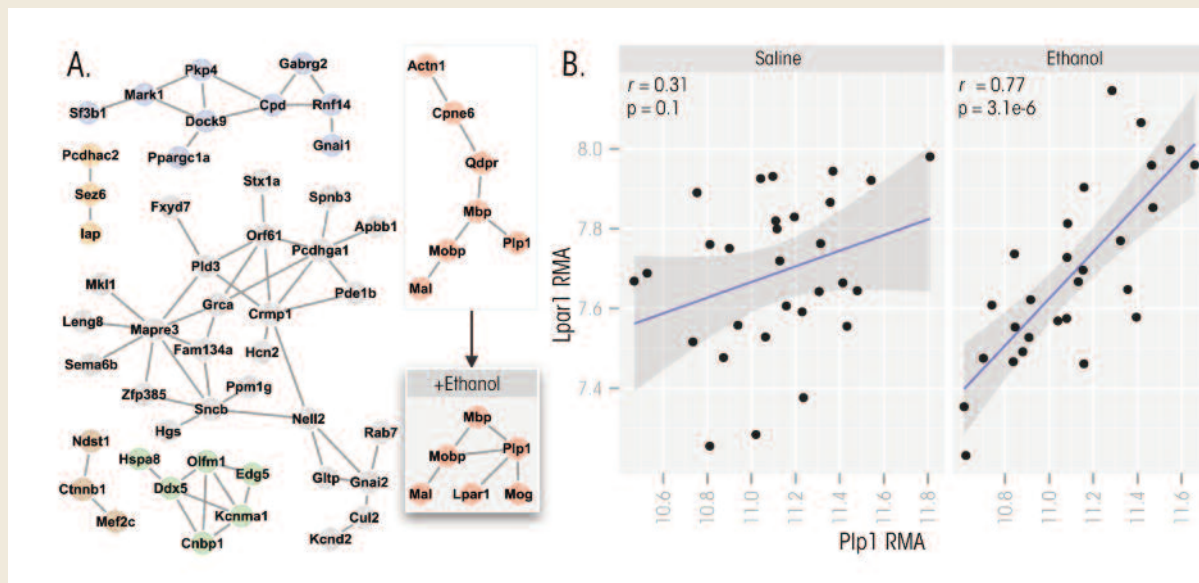 A.
Gabrg2
Pkp4
Mark1
Cpd
Rnf14
Sf3b1
Dock9
Gnai1
Ppargc1a
Pcdhac2
Sez6
Iap
Stx1a
Spnb3
Fxyd7
Orf61
Apbb1
Pcdhga1
Pld3
Mkl1
Grca
Pde1b
Crmp1
Leng8
Mapre3
Fam134a
Hcn2
Sema6b
Zfp385
Ppm1g
Sncb
Nell2
Hgs
Rab7
Ndst1
Hspa8
Olfm1
Edg5
Gltp
Gnai2
Ctnnb1
Ddx5
Kcnma1
Cul2
Mef2c
Cnbp1
Kcnd2
Actn1
Cpne6
Qdpr
Mbp
Mobp
Plp1
Mal
+Ethanol
Mbp
Plp1
Mobp
Mal
Lpar1
Mog
B.
Saline
Ethanol
r = 0.31
p = 0.1
r = 0.77
p = 3.1e-6
Lpar1 RMA
8.0
7.8
7.6
7.4
10.6
10.8
11.0
11.2
11.4
11.6
11.8
10.6
10.8
11.0
11.2
11.4
11.6
Plp1 RMA